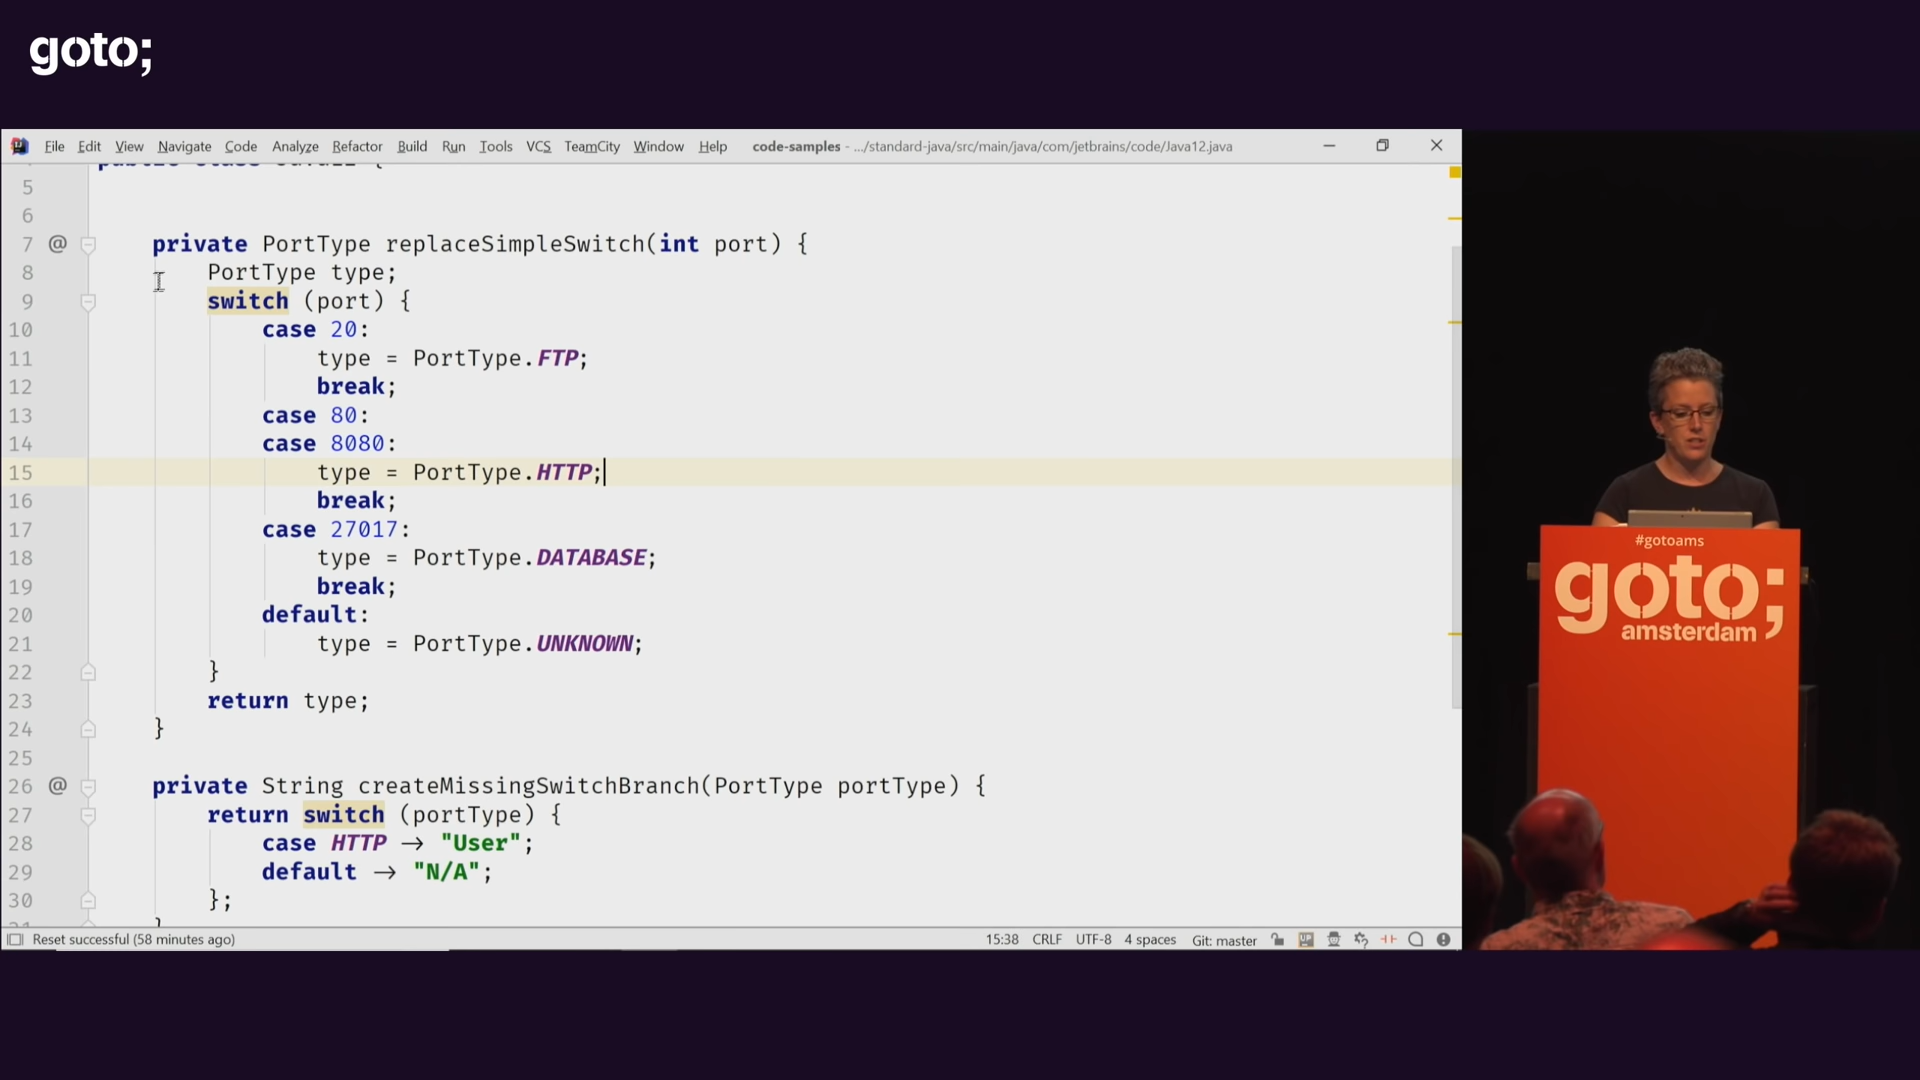 goto;
File Edit View Navigate Code Analyze Refactor Build Run Tools VCS TeamCity Window Help code-samples - .../standard-java/src/main/java/com/jetbrains/code/Java12.java
5
6
7 @ private PortType replaceSimpleSwitch(int port) {
8 PortType type;
9 switch (port) {
10 case 20:
11 type = PortType.FTP;
12 break;
13 case 80:
14 case 8080:
15 type = PortType.HTTP;
16 break;
17 case 27017:
18 type = PortType.DATABASE;
19 break;
20 default:
21 type = PortType.UNKNOWN;
22 }
23 return type;
24 }
25
26 @ private String createMissingSwitchBranch(PortType portType) {
27 return switch (portType) {
28 case HTTP → "User";
29 default → "N/A";
30 };
Reset successful (58 minutes ago) 15:38 CRLF UTF-8 4 spaces Git: master
#gotoams
goto;
amsterdam